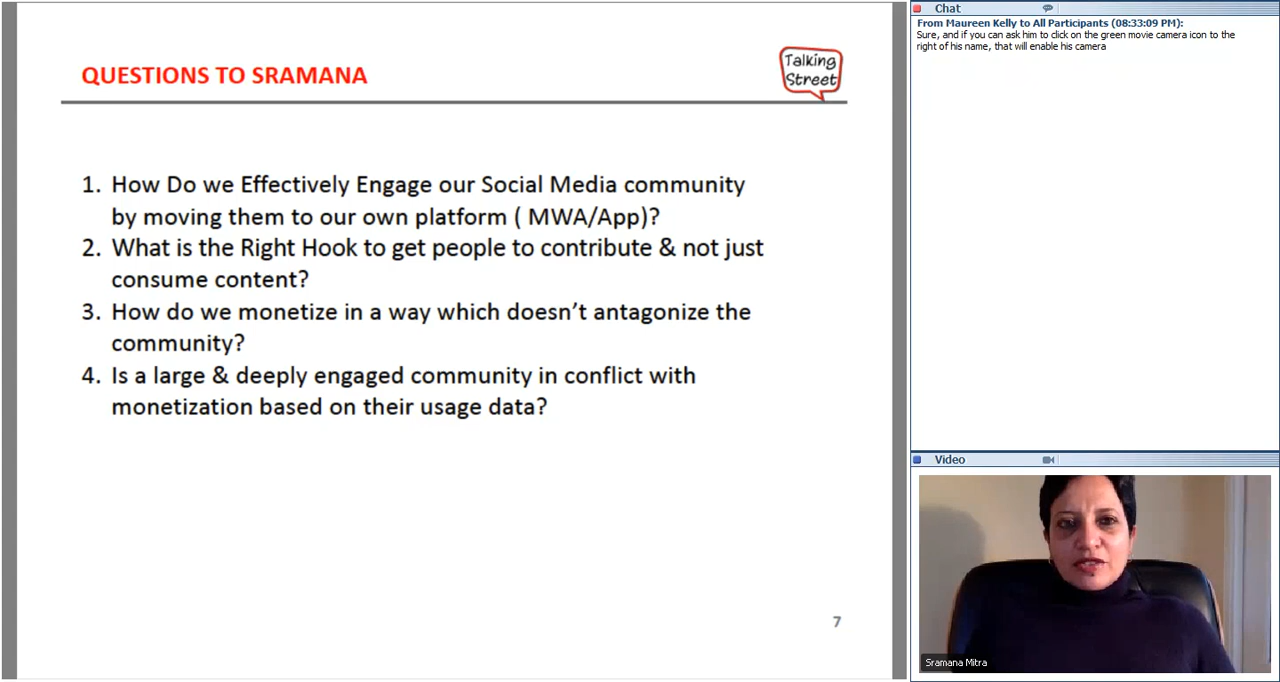 QUESTIONS TO SRAMANA
Talking
Street
1. How Do we Effectively Engage our Social Media community
by moving them to our own platform ( MWA/App)?
2. What is the Right Hook to get people to contribute & not just
consume content?
3. How do we monetize in a way which doesn’t antagonize the
community?
4. Is a large & deeply engaged community in conflict with
monetization based on their usage data?
7
Chat
From Maureen Kelly to All Participants (08:33:09 PM):
Sure, and if you can ask him to click on the green movie camera icon to the
right of his name, that will enable his camera
Video
Sramana Mitra